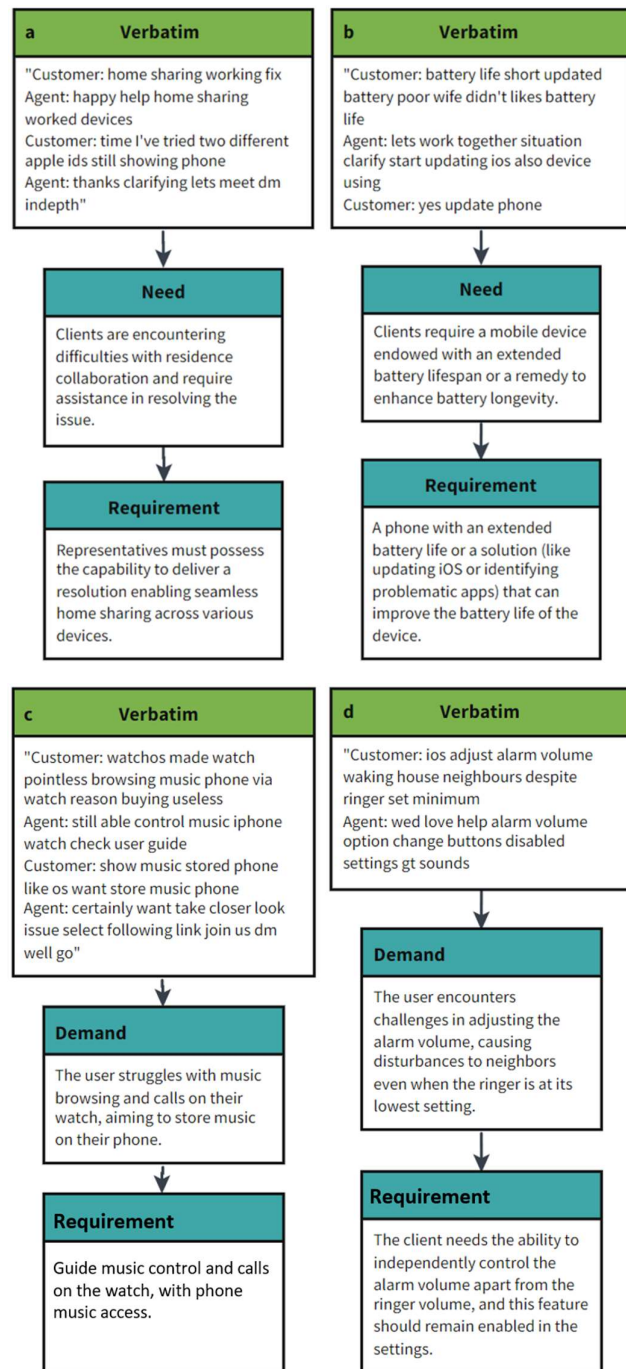 a Verbatim
"Customer: home sharing working fix
Agent: happy help home sharing
worked devices
Customer: time I've tried two different
apple ids still showing phone
Agent: thanks clarifying lets meet dm
indepth"
Need
Clients are encountering
difficulties with residence
collaboration and require
assistance in resolving the
issue.
Requirement
Representatives must possess
the capability to deliver a
resolution enabling seamless
home sharing across various
devices.
b Verbatim
"Customer: battery life short updated
battery poor wife didn't likes battery
life
Agent: lets work together situation
clarify start updating ios also device
using
Customer: yes update phone
Need
Clients require a mobile device
endowed with an extended
battery lifespan or a remedy to
enhance battery longevity.
Requirement
A phone with an extended
battery life or a solution (like
updating iOS or identifying
problematic apps) that can
improve the battery life of the
device.
c Verbatim
"Customer: watchos made watch
pointless browsing music phone via
watch reason buying useless
Agent: still able control music iphone
watch check user guide
Customer: show music stored phone
like os want store music phone
Agent: certainly want take closer look
issue select following link join us dm
well go"
Demand
The user struggles with music
browsing and calls on their
watch, aiming to store music
on their phone.
Requirement
Guide music control and calls
on the watch, with phone
music access.
d Verbatim
"Customer: ios adjust alarm volume
waking house neighbours despite
ringer set minimum
Agent: wed love help alarm volume
option change buttons disabled
settings gt sounds
Demand
The user encounters
challenges in adjusting the
alarm volume, causing
disturbances to neighbors
even when the ringer is at its
lowest setting.
Requirement
The client needs the ability to
independently control the
alarm volume apart from the
ringer volume, and this feature
should remain enabled in the
settings.